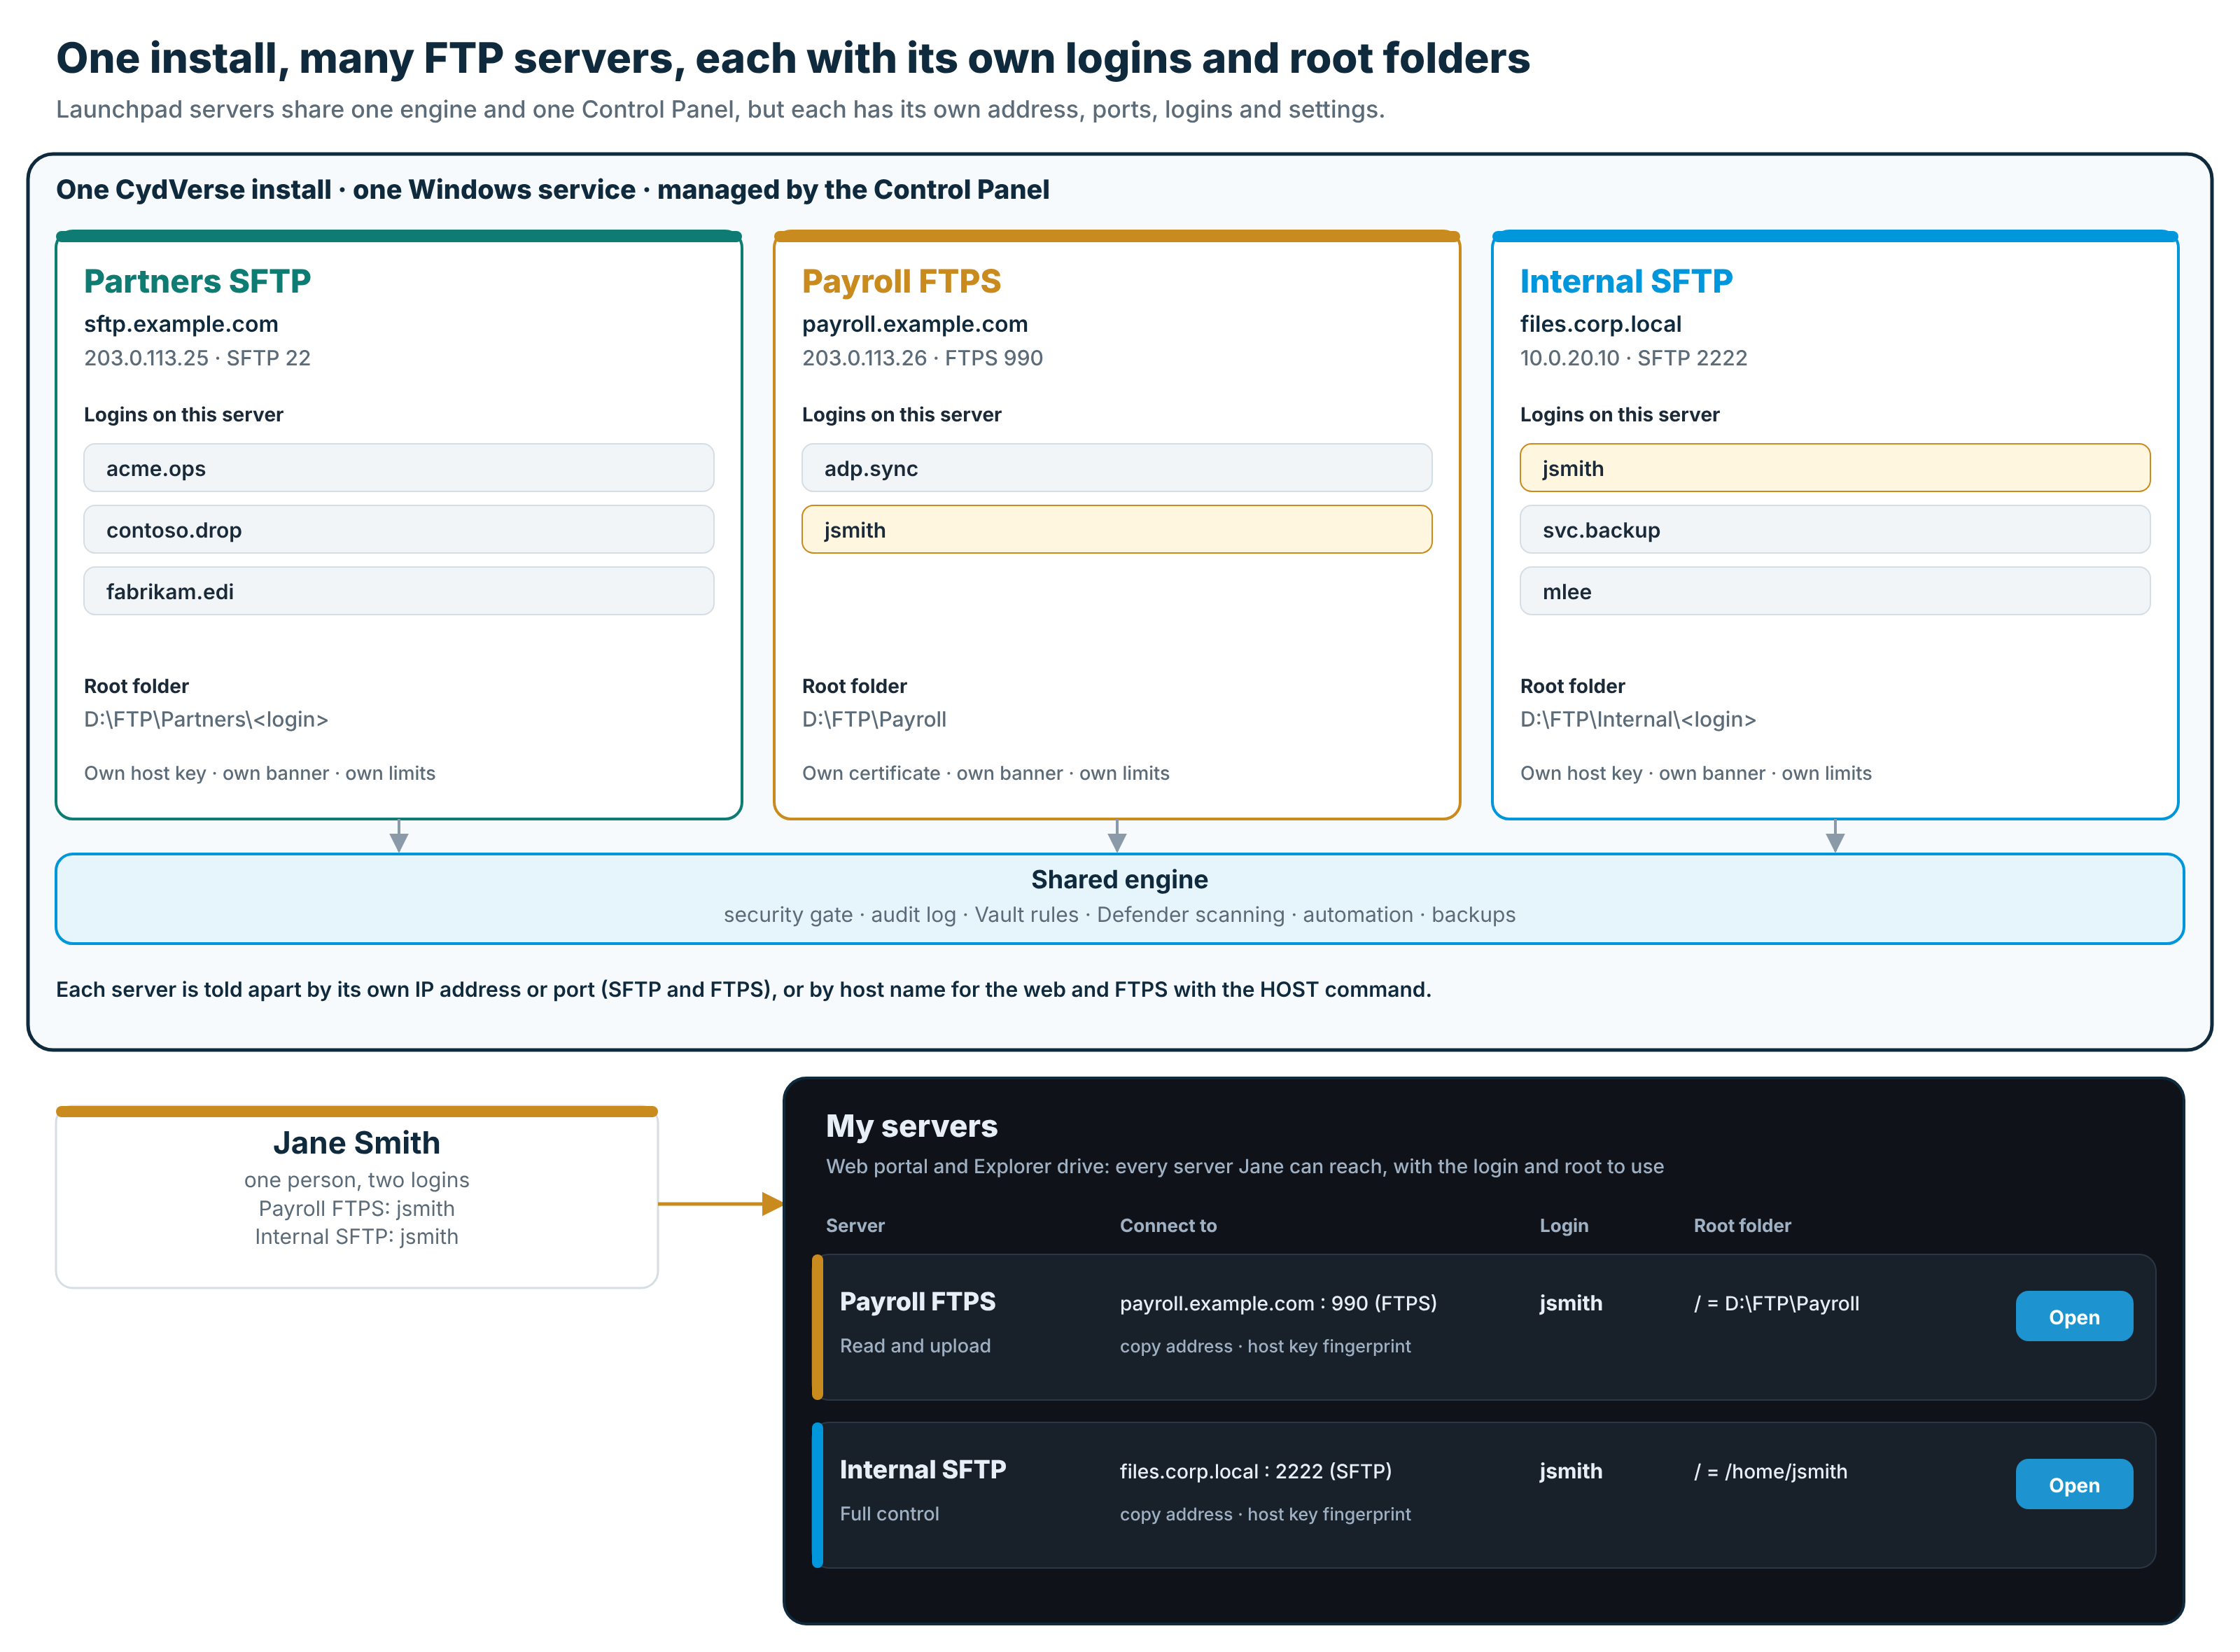 One install, many FTP servers, each with its own logins and root folders
Launchpad servers share one engine and one Control Panel, but each has its own address, ports, logins and settings.
One CydVerse install · one Windows service · managed by the Control Panel
Partners SFTP
sftp.example.com
203.0.113.25 · SFTP 22
Logins on this server
acme.ops
contoso.drop
fabrikam.edi
Root folder
D:\FTP\Partners\<login>
Own host key · own banner · own limits
Payroll FTPS
payroll.example.com
203.0.113.26 · FTPS 990
Logins on this server
adp.sync
jsmith
Root folder
D:\FTP\Payroll
Own certificate · own banner · own limits
Internal SFTP
files.corp.local
10.0.20.10 · SFTP 2222
Logins on this server
jsmith
svc.backup
mlee
Root folder
D:\FTP\Internal\<login>
Own host key · own banner · own limits
Shared engine
security gate · audit log · Vault rules · Defender scanning · automation · backups
Each server is told apart by its own IP address or port (SFTP and FTPS), or by host name for the web and FTPS with the HOST command.
Jane Smith
one person, two logins
Payroll FTPS: jsmith
Internal SFTP: jsmith
My servers
Web portal and Explorer drive: every server Jane can reach, with the login and root to use
Server Connect to Login Root folder
Payroll FTPS payroll.example.com : 990 (FTPS) jsmith / = D:\FTP\Payroll Open
Read and upload copy address · host key fingerprint
Internal SFTP files.corp.local : 2222 (SFTP) jsmith / = /home/jsmith Open
Full control copy address · host key fingerprint